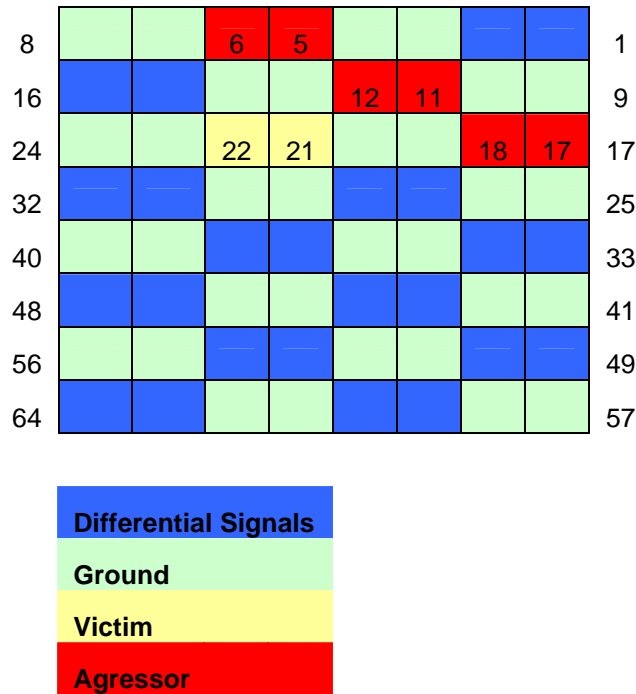 8 6 5 1
16 12 11 9
24 22 21 18 17 17
32 25
40 33
48 41
56 49
64 57
Differential Signals
Ground
Victim
Agressor